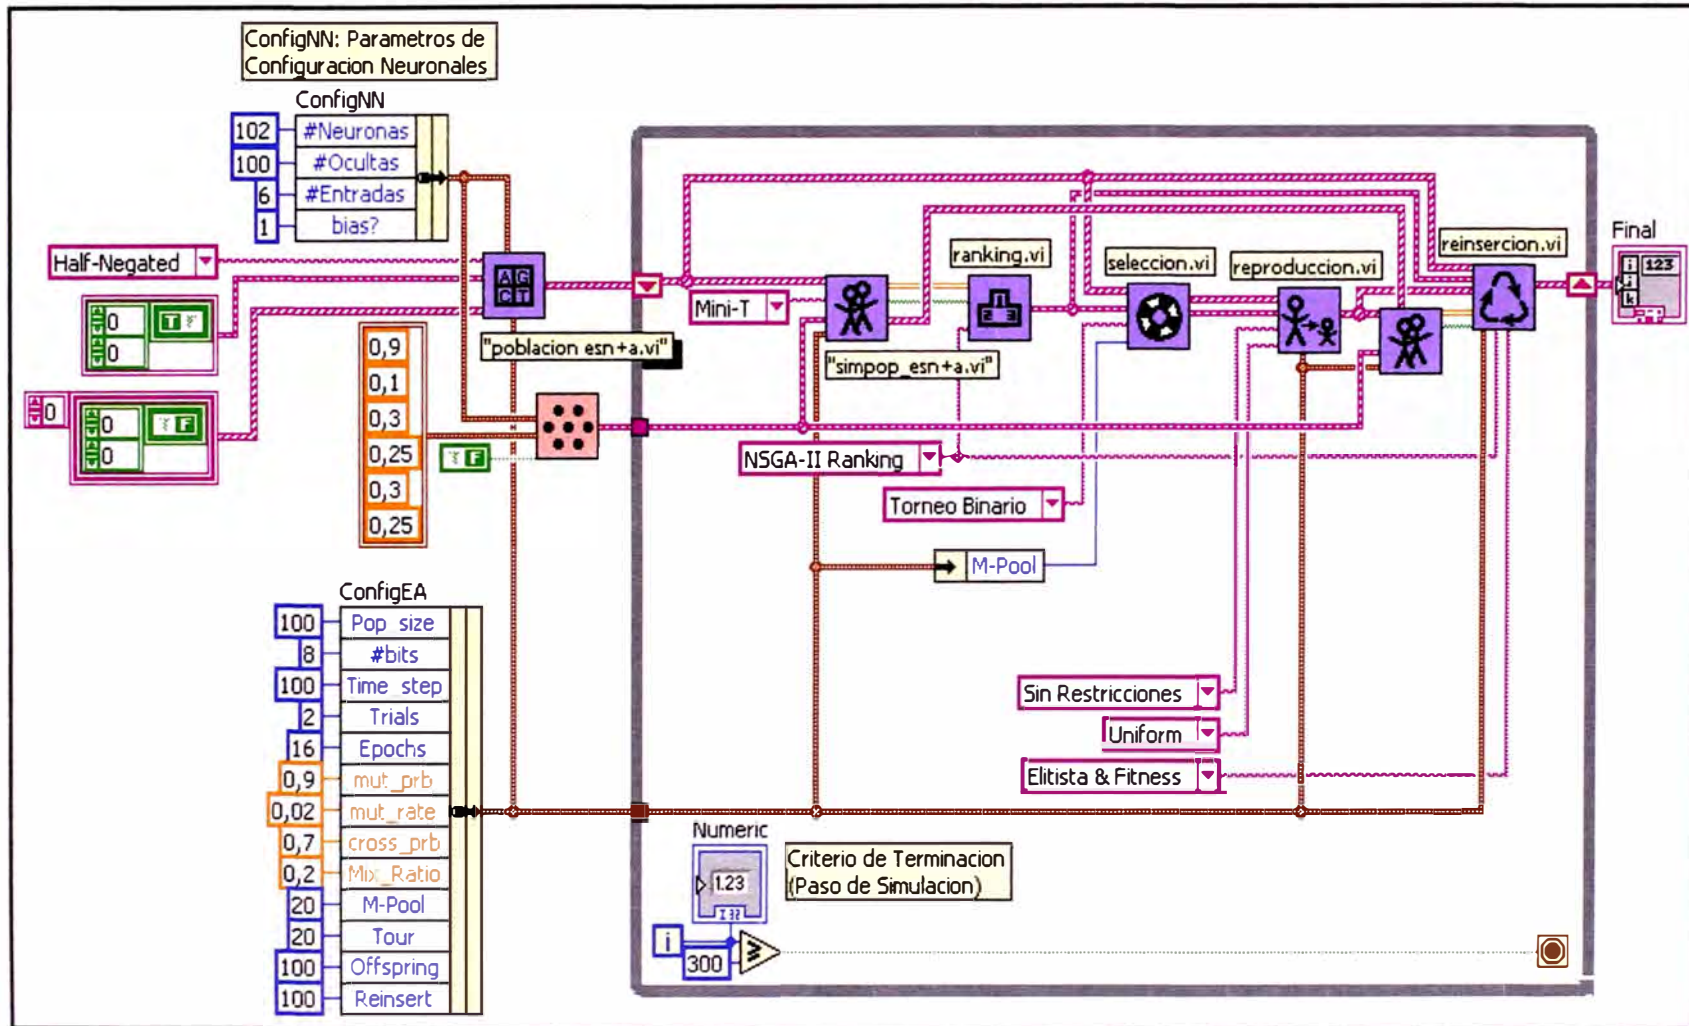 ConfigNN: Parametros de
Configuracion Neuronales
ConfigNN
102 #Neuronas
100 #Ocultas
6 #Entradas
1 bias?
Half-Negated
0 T
0
0
0 F
0
A G
C T
"poblacion esn+a.vi"
0,9
0,1
0,3
0,25
0,3
0,25
F
ConfigEA
100 Pop_size
8 #bits
100 Time_step
2 Trials
16 Epochs
0,9 mut_prb
0,02 mut_rate
0,7 cross_prb
0,2 Mix_Ratio
20 M-Pool
20 Tour
100 Offspring
100 Reinsert
Mini-T
"simpop_esn+a.vi"
ranking.vi
seleccion.vi
reproduccion.vi
reinsercion.vi
Final
i 123
k
NSGA-II Ranking
Torneo Binario
M-Pool
Sin Restricciones
Uniform
Elitista & Fitness
Numeric
1.23
I32
Criterio de Terminacion
(Paso de Simulacion)
i
300
≥